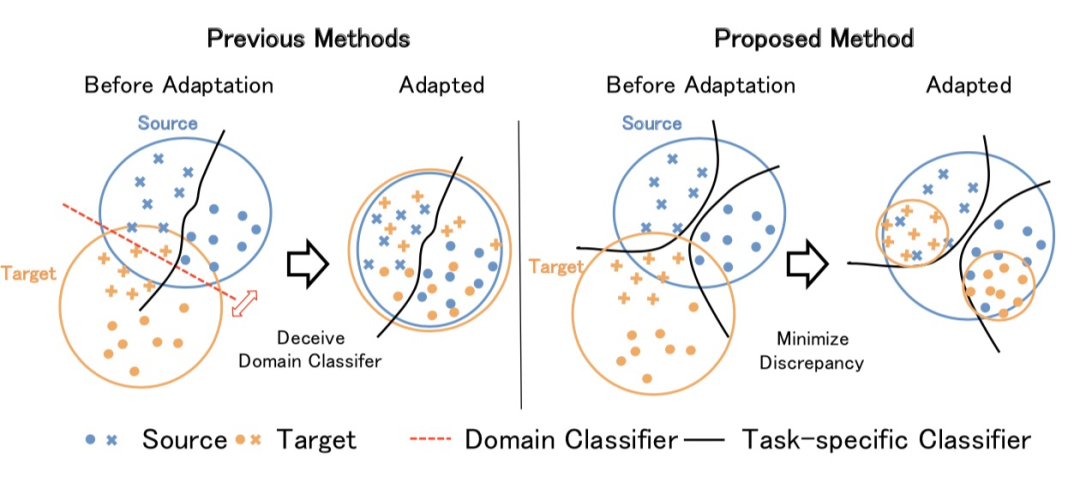 Previous Methods
Proposed Method
Before Adaptation
Adapted
Before Adaptation
Adapted
Source
Source
Target
Target
Deceive
Domain Classifer
Minimize
Discrepancy
Source
Target
Domain Classifier
Task-specific Classifier